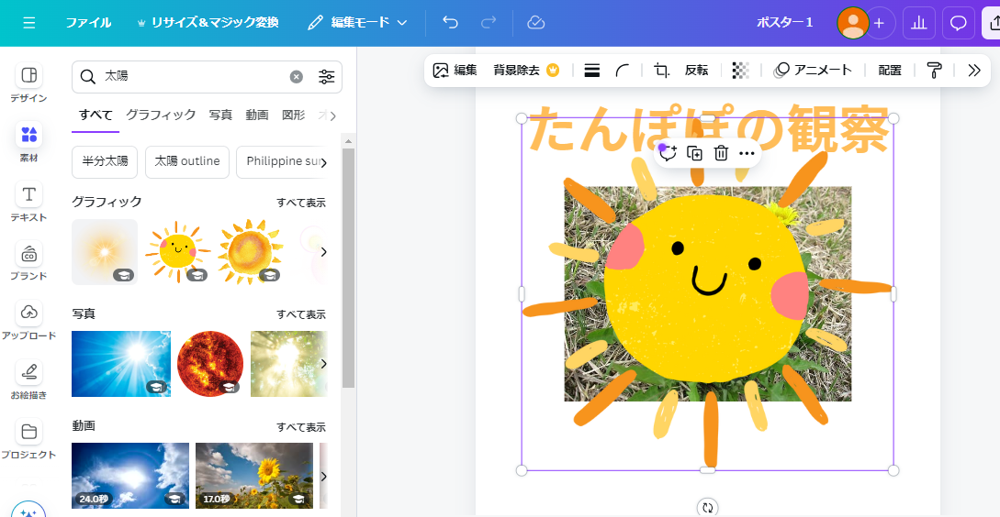 ファイル リサイズ&マジック変換 編集モード ポスター1
デザイン
素材
テキスト
ブランド
アップロード
お絵描き
プロジェクト
太陽
すべて グラフィック 写真 動画 図形
半分太陽 太陽 outline Philippine sun
グラフィック すべて表示
写真 すべて表示
動画 すべて表示
24.0秒 17.0秒
編集 背景除去 反転 アニメート 配置
たんぽぽの観察